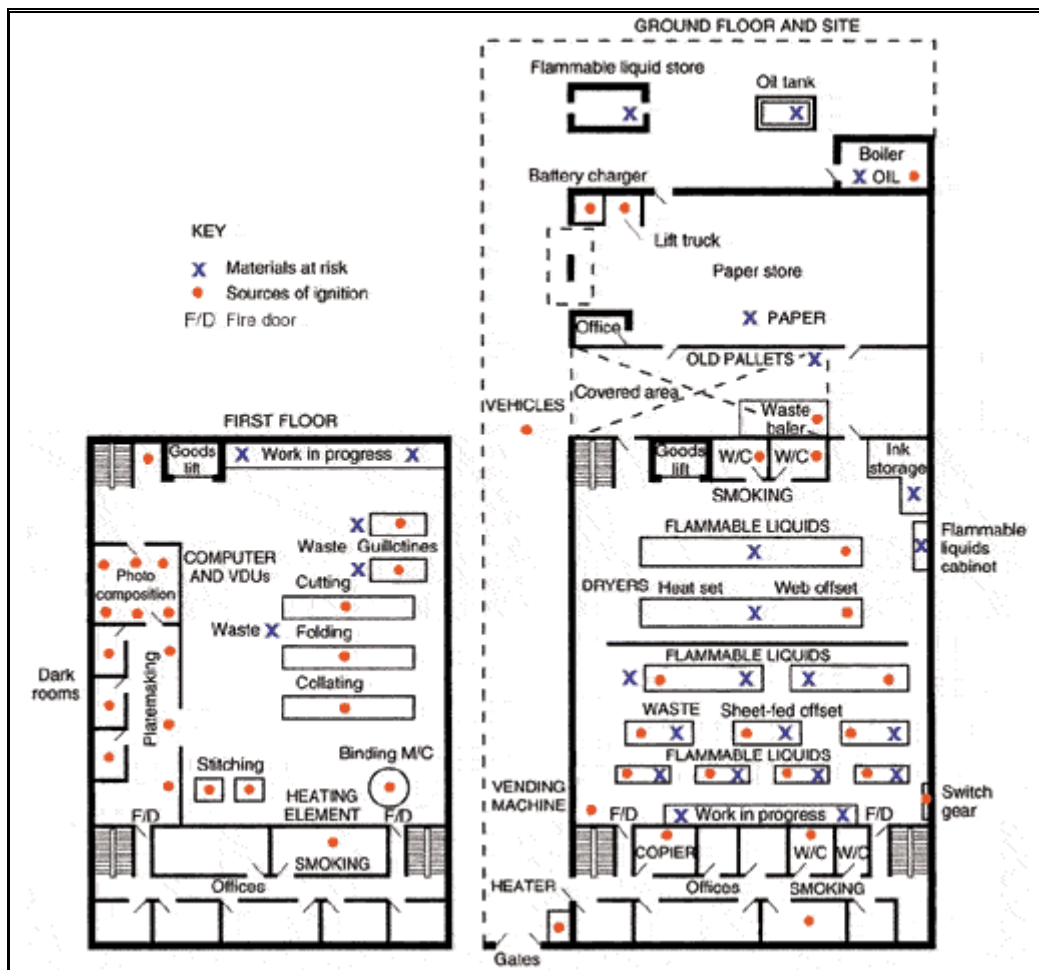 GROUND FLOOR AND SITE
Flammable liquid store
Oil tank
Boiler
X OIL
Battery charger
Lift truck
KEY
X Materials at risk
Sources of ignition
F/D Fire door
Paper store
X PAPER
Office
OLD PALLETS
Covered area
VEHICLES
Waste
baler
FIRST FLOOR
Goods
lift
X Work in progress X
Goods
lift
W/C
W/C
Ink
storage
SMOKING
FLAMMABLE LIQUIDS
Flammable
liquids
cabinet
Waste
Guillctines
COMPUTER
AND VDUs
Photo
composition
Cutting
DRYERS
Heat set
Web offset
Waste X
Folding
FLAMMABLE LIQUIDS
Dark
rooms
Platemaking
Collating
WASTE
Sheet-fed offset
FLAMMABLE LIQUIDS
Stitching
Binding M/C
HEATING
ELEMENT
VENDING
MACHINE
Switch
gear
F/D
F/D
F/D
X Work in progress X
F/D
SMOKING
COPIER
W/C
W/C
Offices
HEATER
Offices
SMOKING
Gates